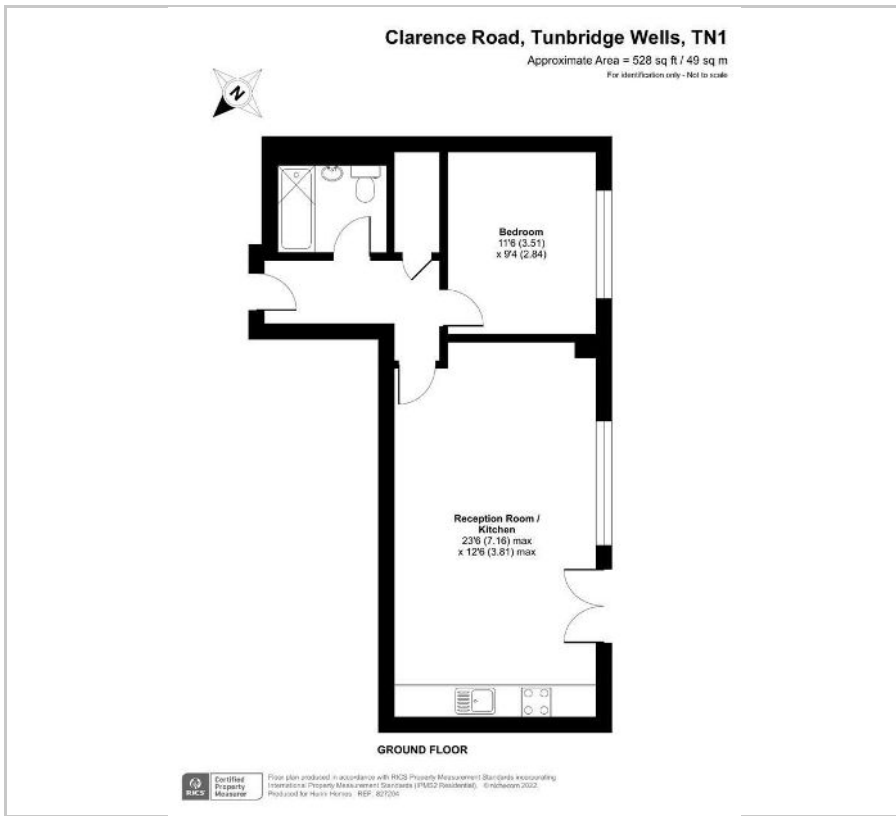 Clarence Road, Tunbridge Wells, TN1
Approximate Area = 528 sq ft / 49 sq m
For identification only - Not to scale
N
Bedroom
11'6 (3.51)
x 9'4 (2.84)
Reception Room /
Kitchen
23'6 (7.16) max
x 12'6 (3.81) max
GROUND FLOOR
RICS
Certified
Property
Measurer
Floor plan produced in accordance with RICS Property Measurement Standards incorporating
International Property Measurement Standards (IPMS2 Residential). ©nichecom 2022.
Produced for Homes. REF: 827204